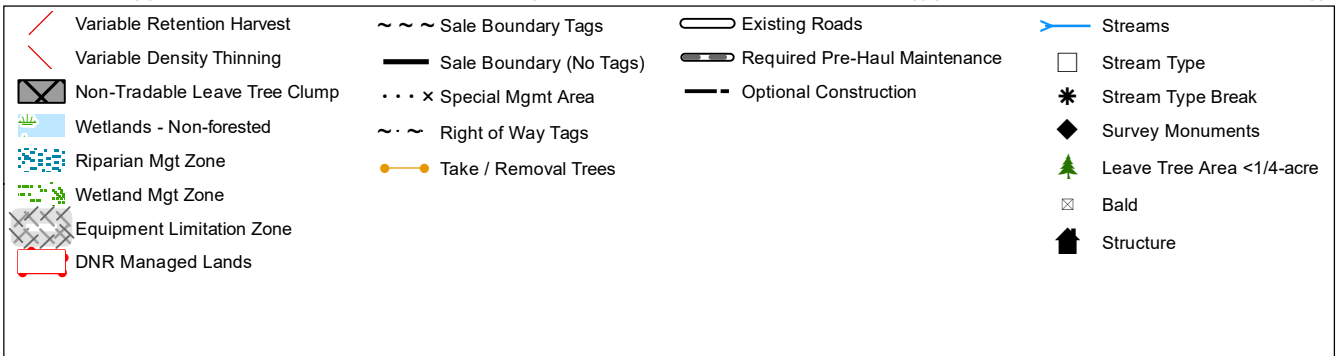 Variable Retention Harvest
Variable Density Thinning
Non-Tradable Leave Tree Clump
Wetlands - Non-forested
Riparian Mgt Zone
Wetland Mgt Zone
Equipment Limitation Zone
DNR Managed Lands
Sale Boundary Tags
Sale Boundary (No Tags)
Special Mgmt Area
Right of Way Tags
Take / Removal Trees
Existing Roads
Required Pre-Haul Maintenance
Optional Construction
Streams
Stream Type
Stream Type Break
Survey Monuments
Leave Tree Area <1/4-acre
Bald
Structure